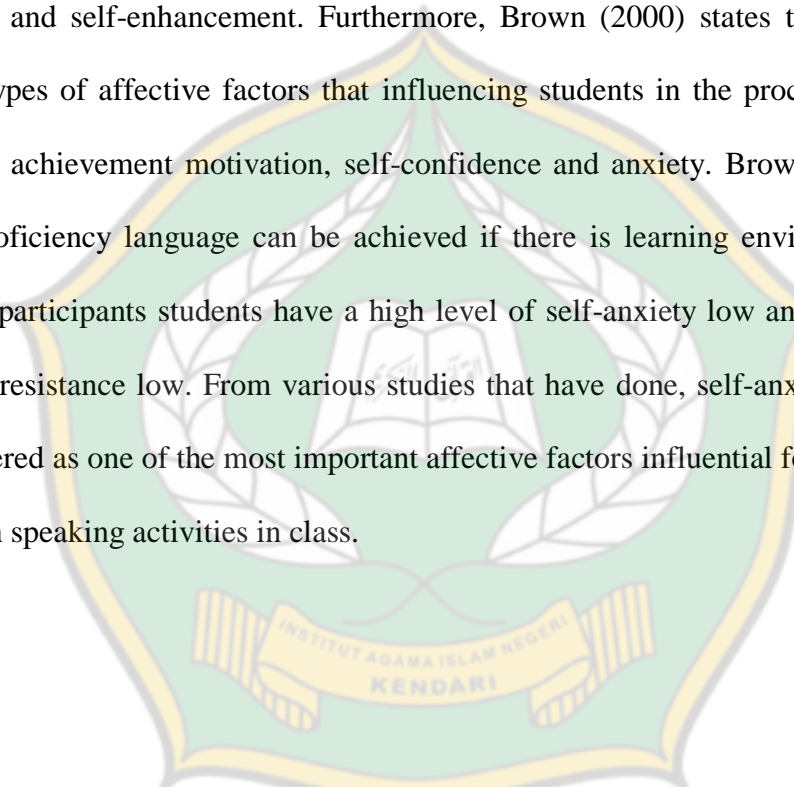 and self-enhancement. Furthermore, Brown (2000) states t
ypes of affective factors that influencing students in the proc
achievement motivation, self-confidence and anxiety. Brow
oficiency language can be achieved if there is learning envi
participants students have a high level of self-anxiety low an
resistance low. From various studies that have done, self-anx
ered as one of the most important affective factors influential fo
n speaking activities in class.
INSTITUT AGAMA ISLAM NEGERI
KENDARI